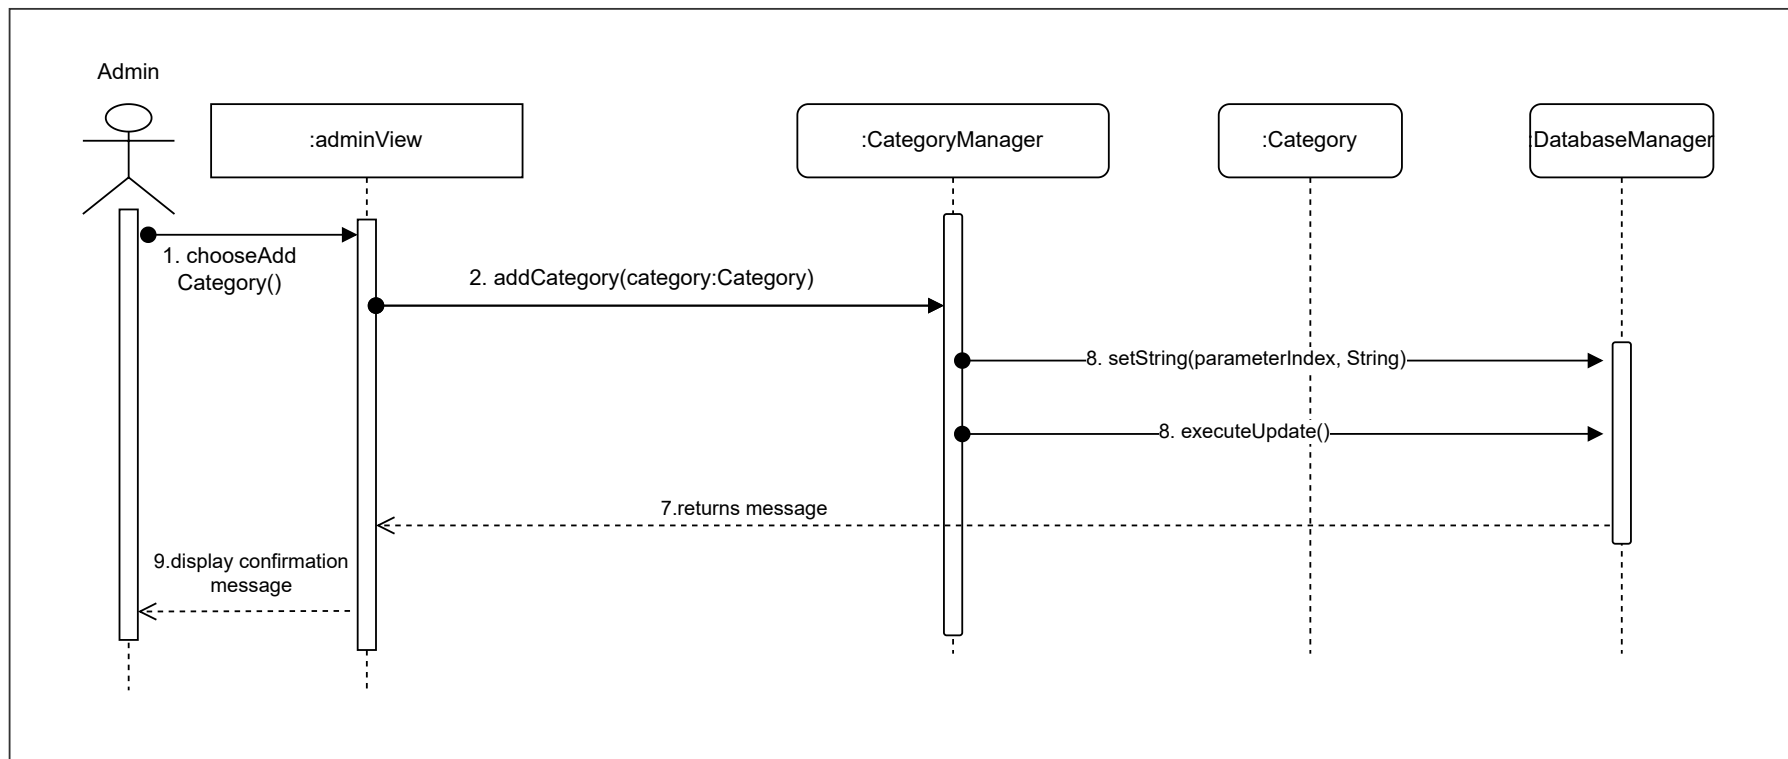 Admin
:adminView
:CategoryManager
:Category
:DatabaseManager
1. chooseAdd
Category()
2. addCategory(category:Category)
8. setString(parameterIndex, String)
8. executeUpdate()
7.returns message
9.display confirmation
message